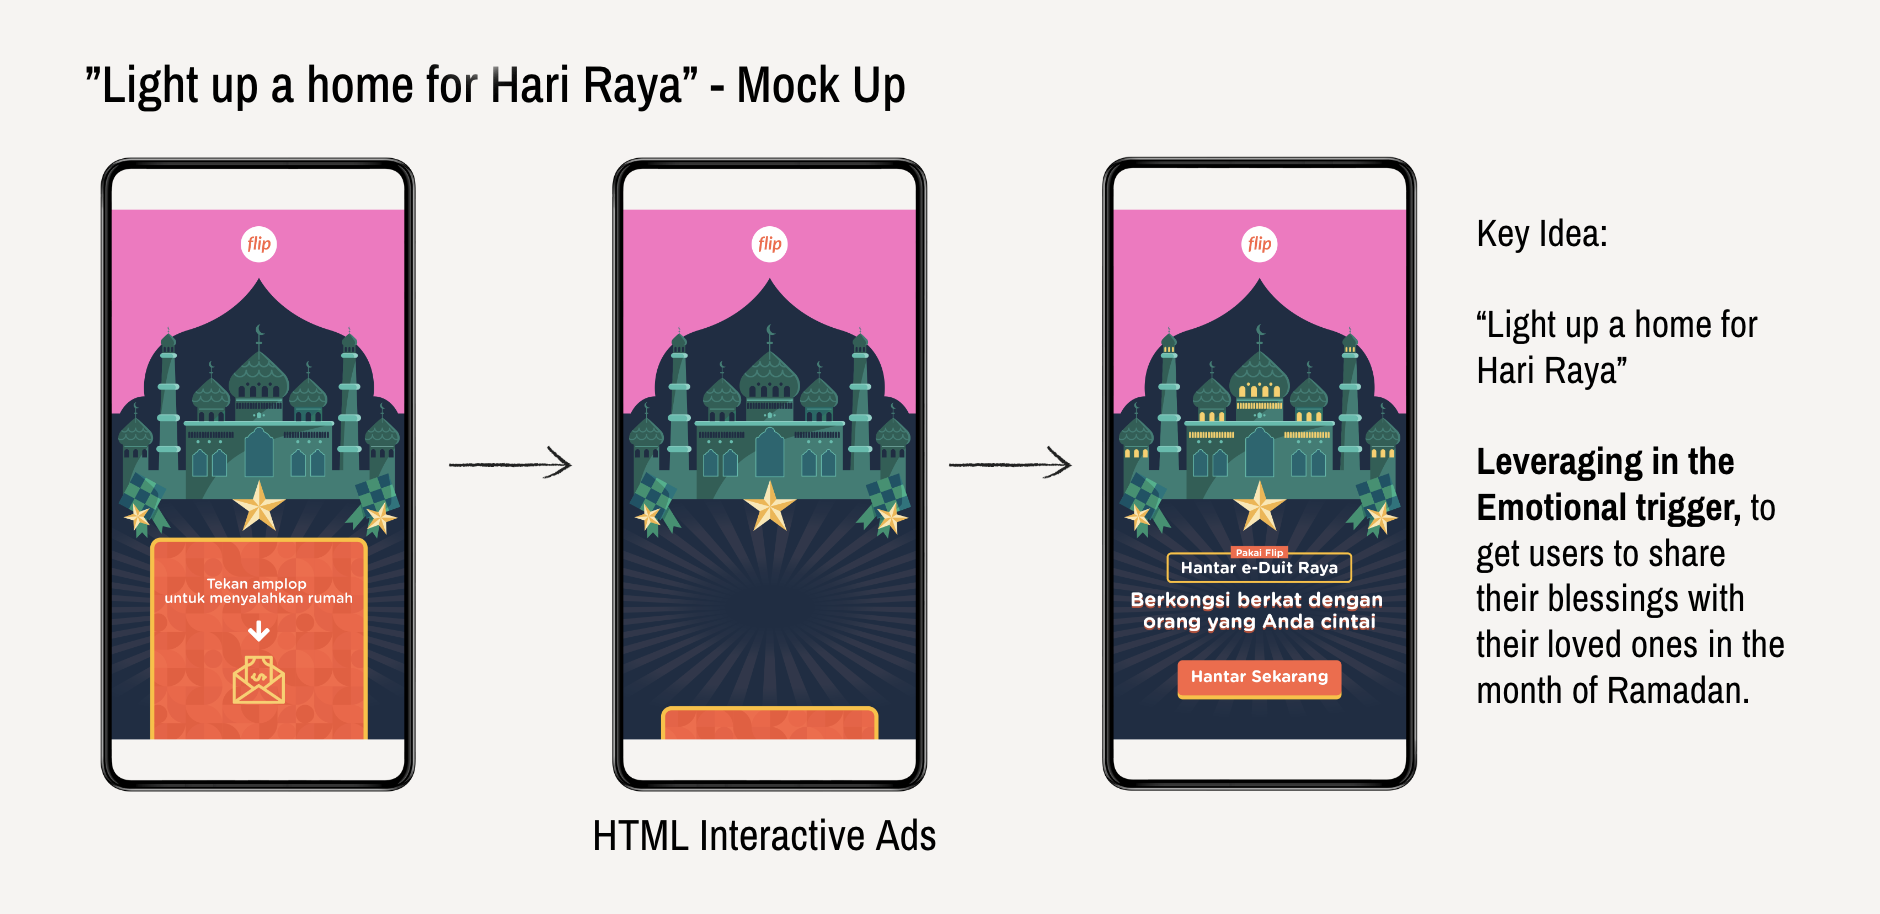 ”Light up a home for Hari Raya” - Mock Up
flip
Tekan amplop
untuk menyalahkan rumah
flip
flip
Pakai Flip
Hantar e-Duit Raya
Berkongsi berkat dengan
orang yang Anda cintai
Hantar Sekarang
Key Idea:
“Light up a home for
Hari Raya”
Leveraging in the
Emotional trigger, to
get users to share
their blessings with
their loved ones in the
month of Ramadan.
HTML Interactive Ads